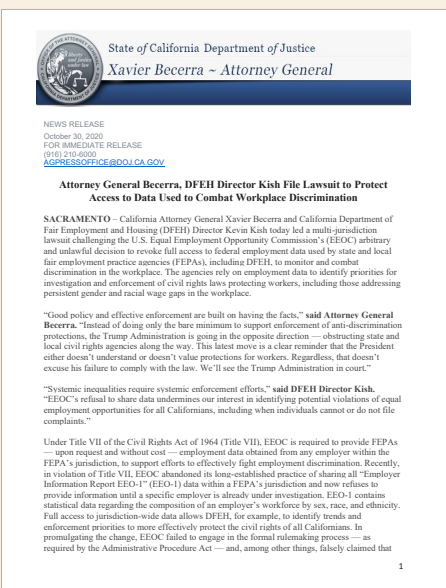 State of California Department of Justice
Xavier Becerra ~ Attorney General
NEWS RELEASE
October 30, 2020
FOR IMMEDIATE RELEASE
(916) 210-6000
AGPRESSOFFICE@DOJ.CA.GOV
Attorney General Becerra, DFEH Director Kish File Lawsuit to Protect
Access to Data Used to Combat Workplace Discrimination
SACRAMENTO – California Attorney General Xavier Becerra and California Department of
Fair Employment and Housing (DFEH) Director Kevin Kish today led a multi-jurisdiction
lawsuit challenging the U.S. Equal Employment Opportunity Commission's (EEOC) arbitrary
and unlawful decision to revoke full access to federal employment data used by state and local
fair employment practice agencies (FEPAs), including DFEH, to monitor and combat
discrimination in the workplace. The agencies rely on employment data to identify priorities for
investigation and enforcement of civil rights laws protecting workers, including those addressing
persistent gender and racial wage gaps in the workplace.
“Good policy and effective enforcement are built on having the facts,” said Attorney General
Becerra. “Instead of doing only the bare minimum to support enforcement of anti-discrimination
protections, the Trump Administration is going in the opposite direction — obstructing state and
local civil rights agencies along the way. This latest move is a clear reminder that the President
either doesn't understand or doesn't value protections for workers. Regardless, that doesn't
excuse his failure to comply with the law. We'll see the Trump Administration in court.”
“Systemic inequalities require systemic enforcement efforts,” said DFEH Director Kish.
“EEOC's refusal to share data undermines our interest in identifying potential violations of equal
employment opportunities for all Californians, including when individuals cannot or do not file
complaints.”
Under Title VII of the Civil Rights Act of 1964 (Title VII), EEOC is required to provide FEPAs
— upon request and without cost — employment data obtained from any employer within the
FEPA's jurisdiction, to support efforts to effectively fight employment discrimination. Recently,
in violation of Title VII, EEOC abandoned its long-established practice of sharing all “Employer
Information Report EEO-1” (EEO-1) data within a FEPA's jurisdiction and now refuses to
provide information until a specific employer is already under investigation. EEO-1 contains
statistical data regarding the composition of an employer's workforce by sex, race, and ethnicity.
Full access to jurisdiction-wide data allows DFEH, for example, to identify trends and
enforcement priorities to more effectively protect the civil rights of all Californians. In
promulgating the change, EEOC failed to engage in the formal rulemaking process — as
required by the Administrative Procedure Act — and, among other things, falsely claimed that
1